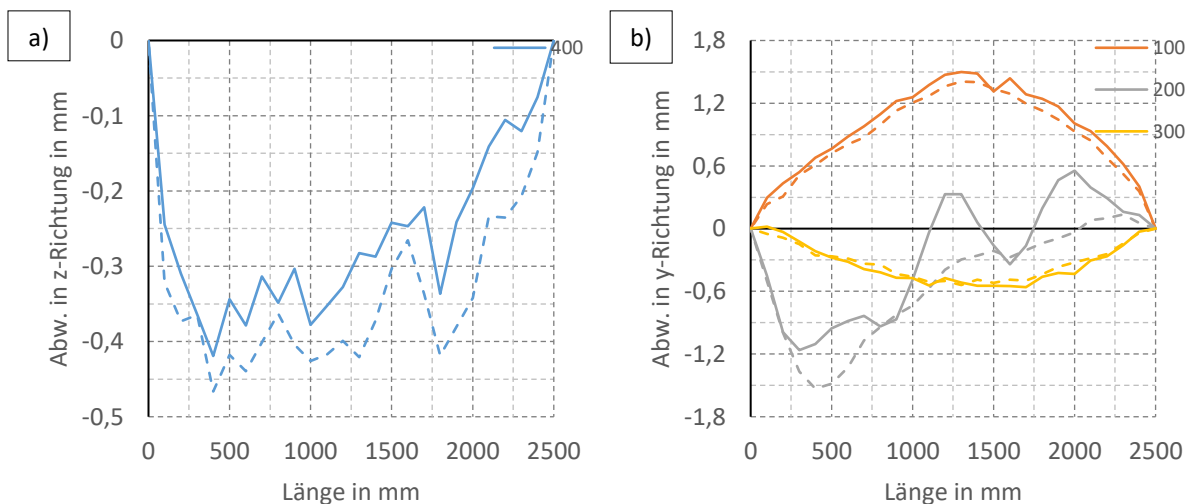 a)
0
-0,1
-0,2
-0,3
-0,4
-0,5
0 500 1000 1500 2000 2500
Abw. in z-Richtung in mm
Länge in mm
400
b)
1,8
1,2
0,6
0
-0,6
-1,2
-1,8
0 500 1000 1500 2000 2500
Abw. in y-Richtung in mm
Länge in mm
100
200
300